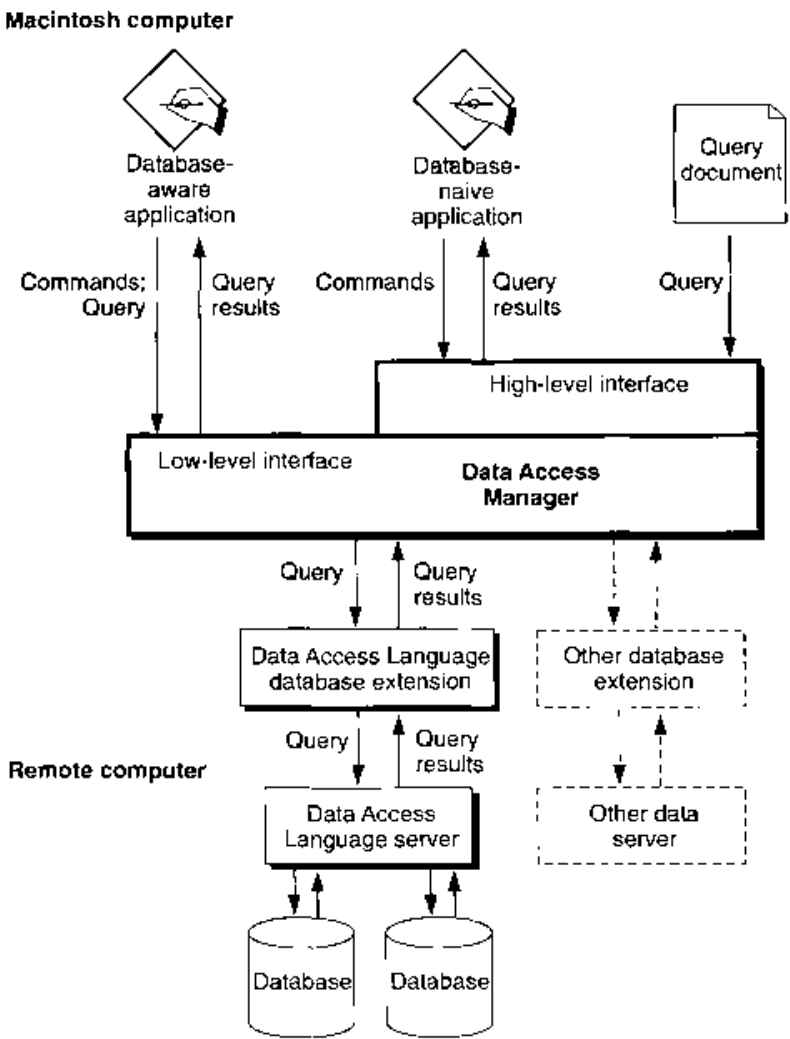 Macintosh computer
Database-
aware
application
Database-
naive
application
Query
document
Commands;
Query
Query
results
Commands
Query
results
Query
High-level interface
Low-level interface
Data Access
Manager
Query
Query
results
Data Access Language
database extension
Other database
extension
Query
Query
results
Remote computer
Data Access
Language server
Other data
server
Database
Database